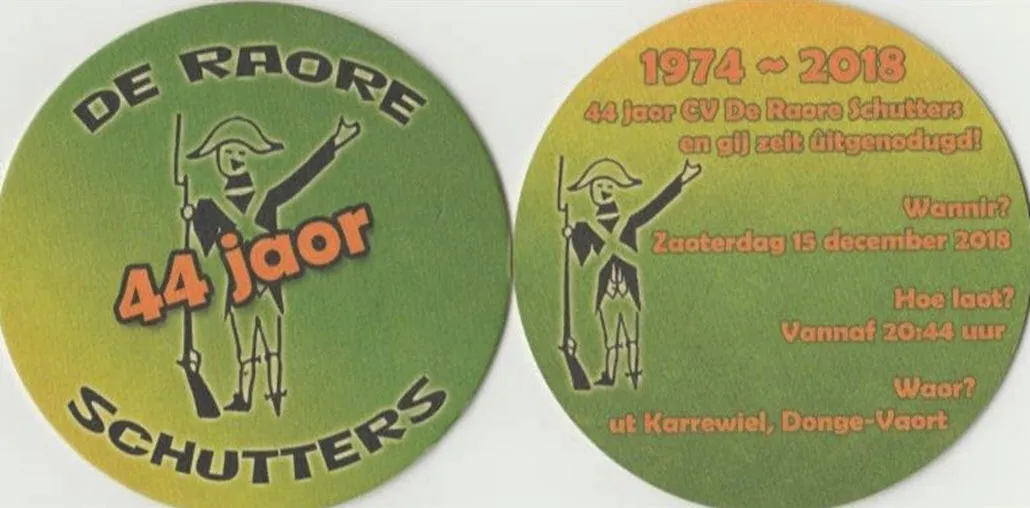 DE RAORE
44 jaor
SCHUTTERS
1974 ~ 2018
44 jaor CV De Raore Schutters
en gij zeit ûitgenodugd!
Wannir?
Zaoterdag 15 december 2018
Hoe laot?
Vannaf 20:44 uur
Waor?
ut Karrewiel, Donge-Vaort